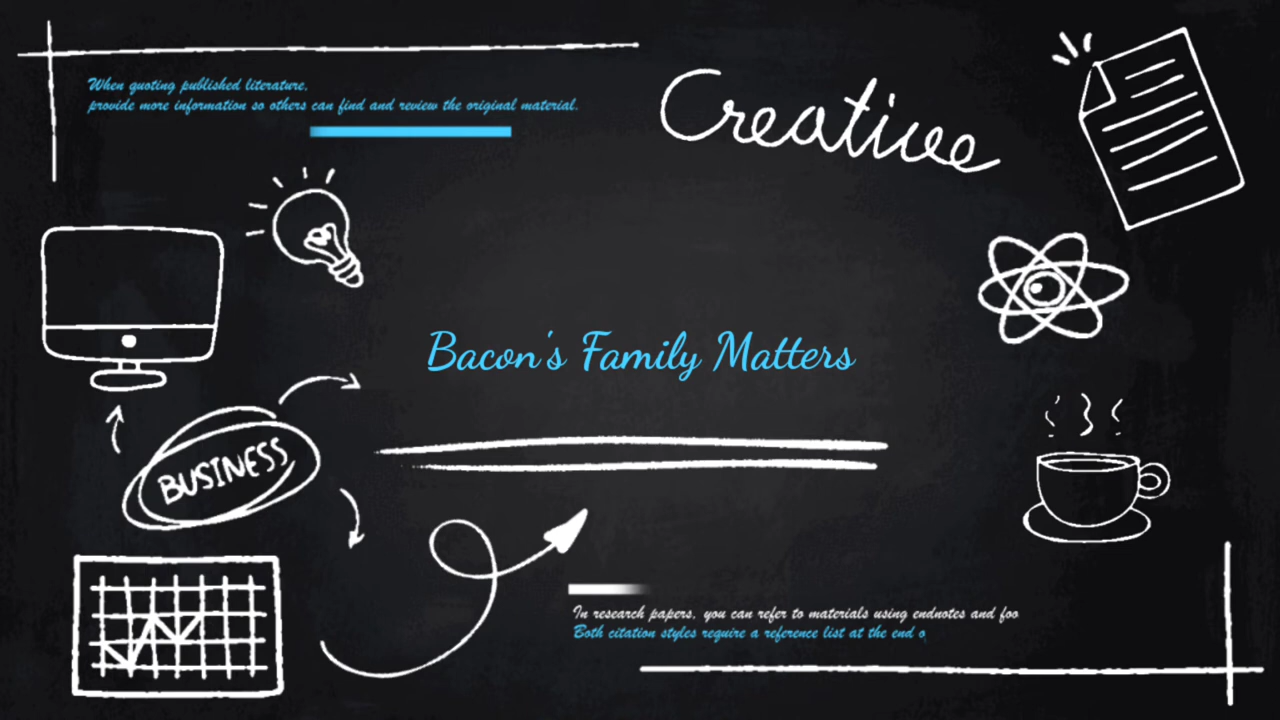 When quoting published literature,
provide more information so others can find and review the original material.
Creative
Bacon's Family Matters
BUSINESS
In research papers, you can refer to materials using endnotes and foo
Both citation styles require a reference list at the end o